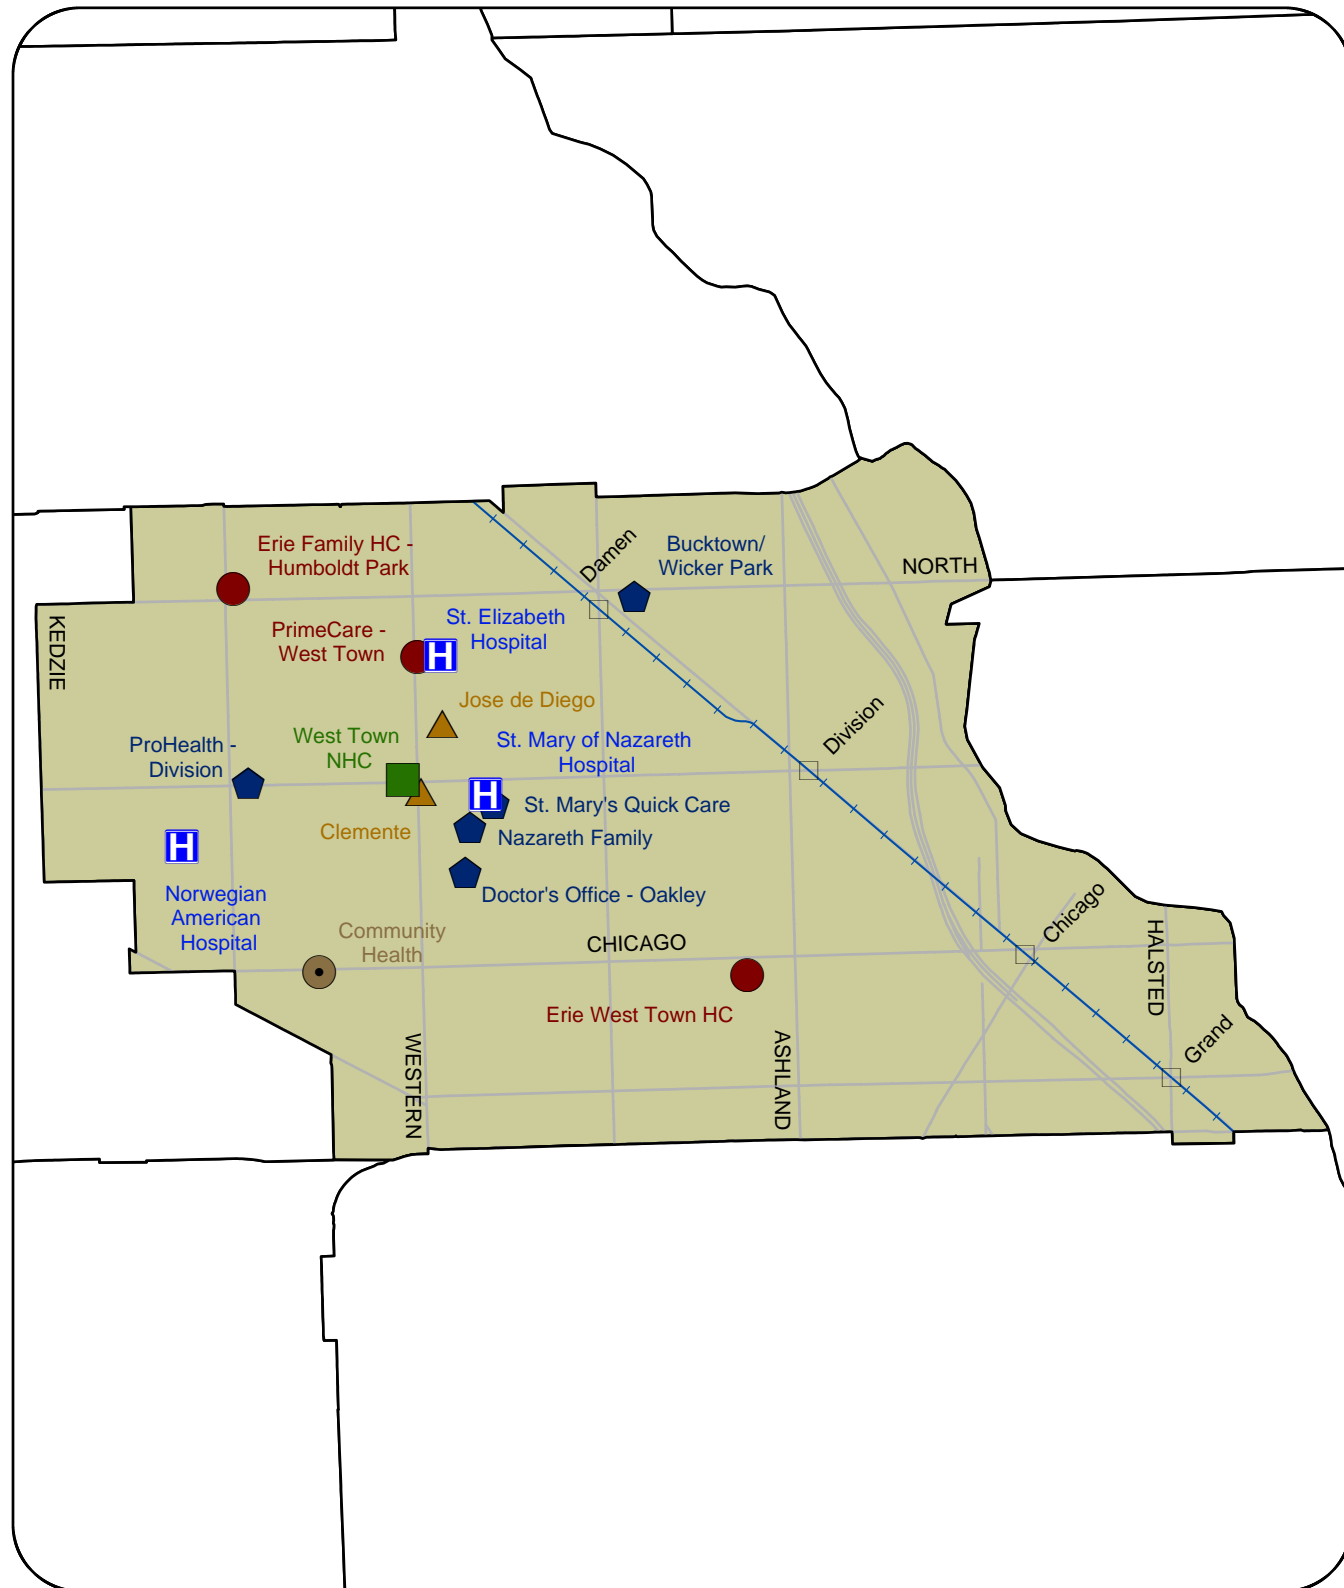 Erie Family HC -
Humboldt Park
Damen
Bucktown/
Wicker Park
NORTH
KEDZIE
PrimeCare -
West Town
St. Elizabeth
Hospital
H
Jose de Diego
ProHealth -
Division
West Town
NHC
St. Mary of Nazareth
Hospital
Division
H
St. Mary's Quick Care
Clemente
Nazareth Family
H
Norwegian
American
Hospital
Doctor's Office - Oakley
Community
Health
CHICAGO
Chicago
HALSTED
Erie West Town HC
WESTERN
ASHLAND
Grand